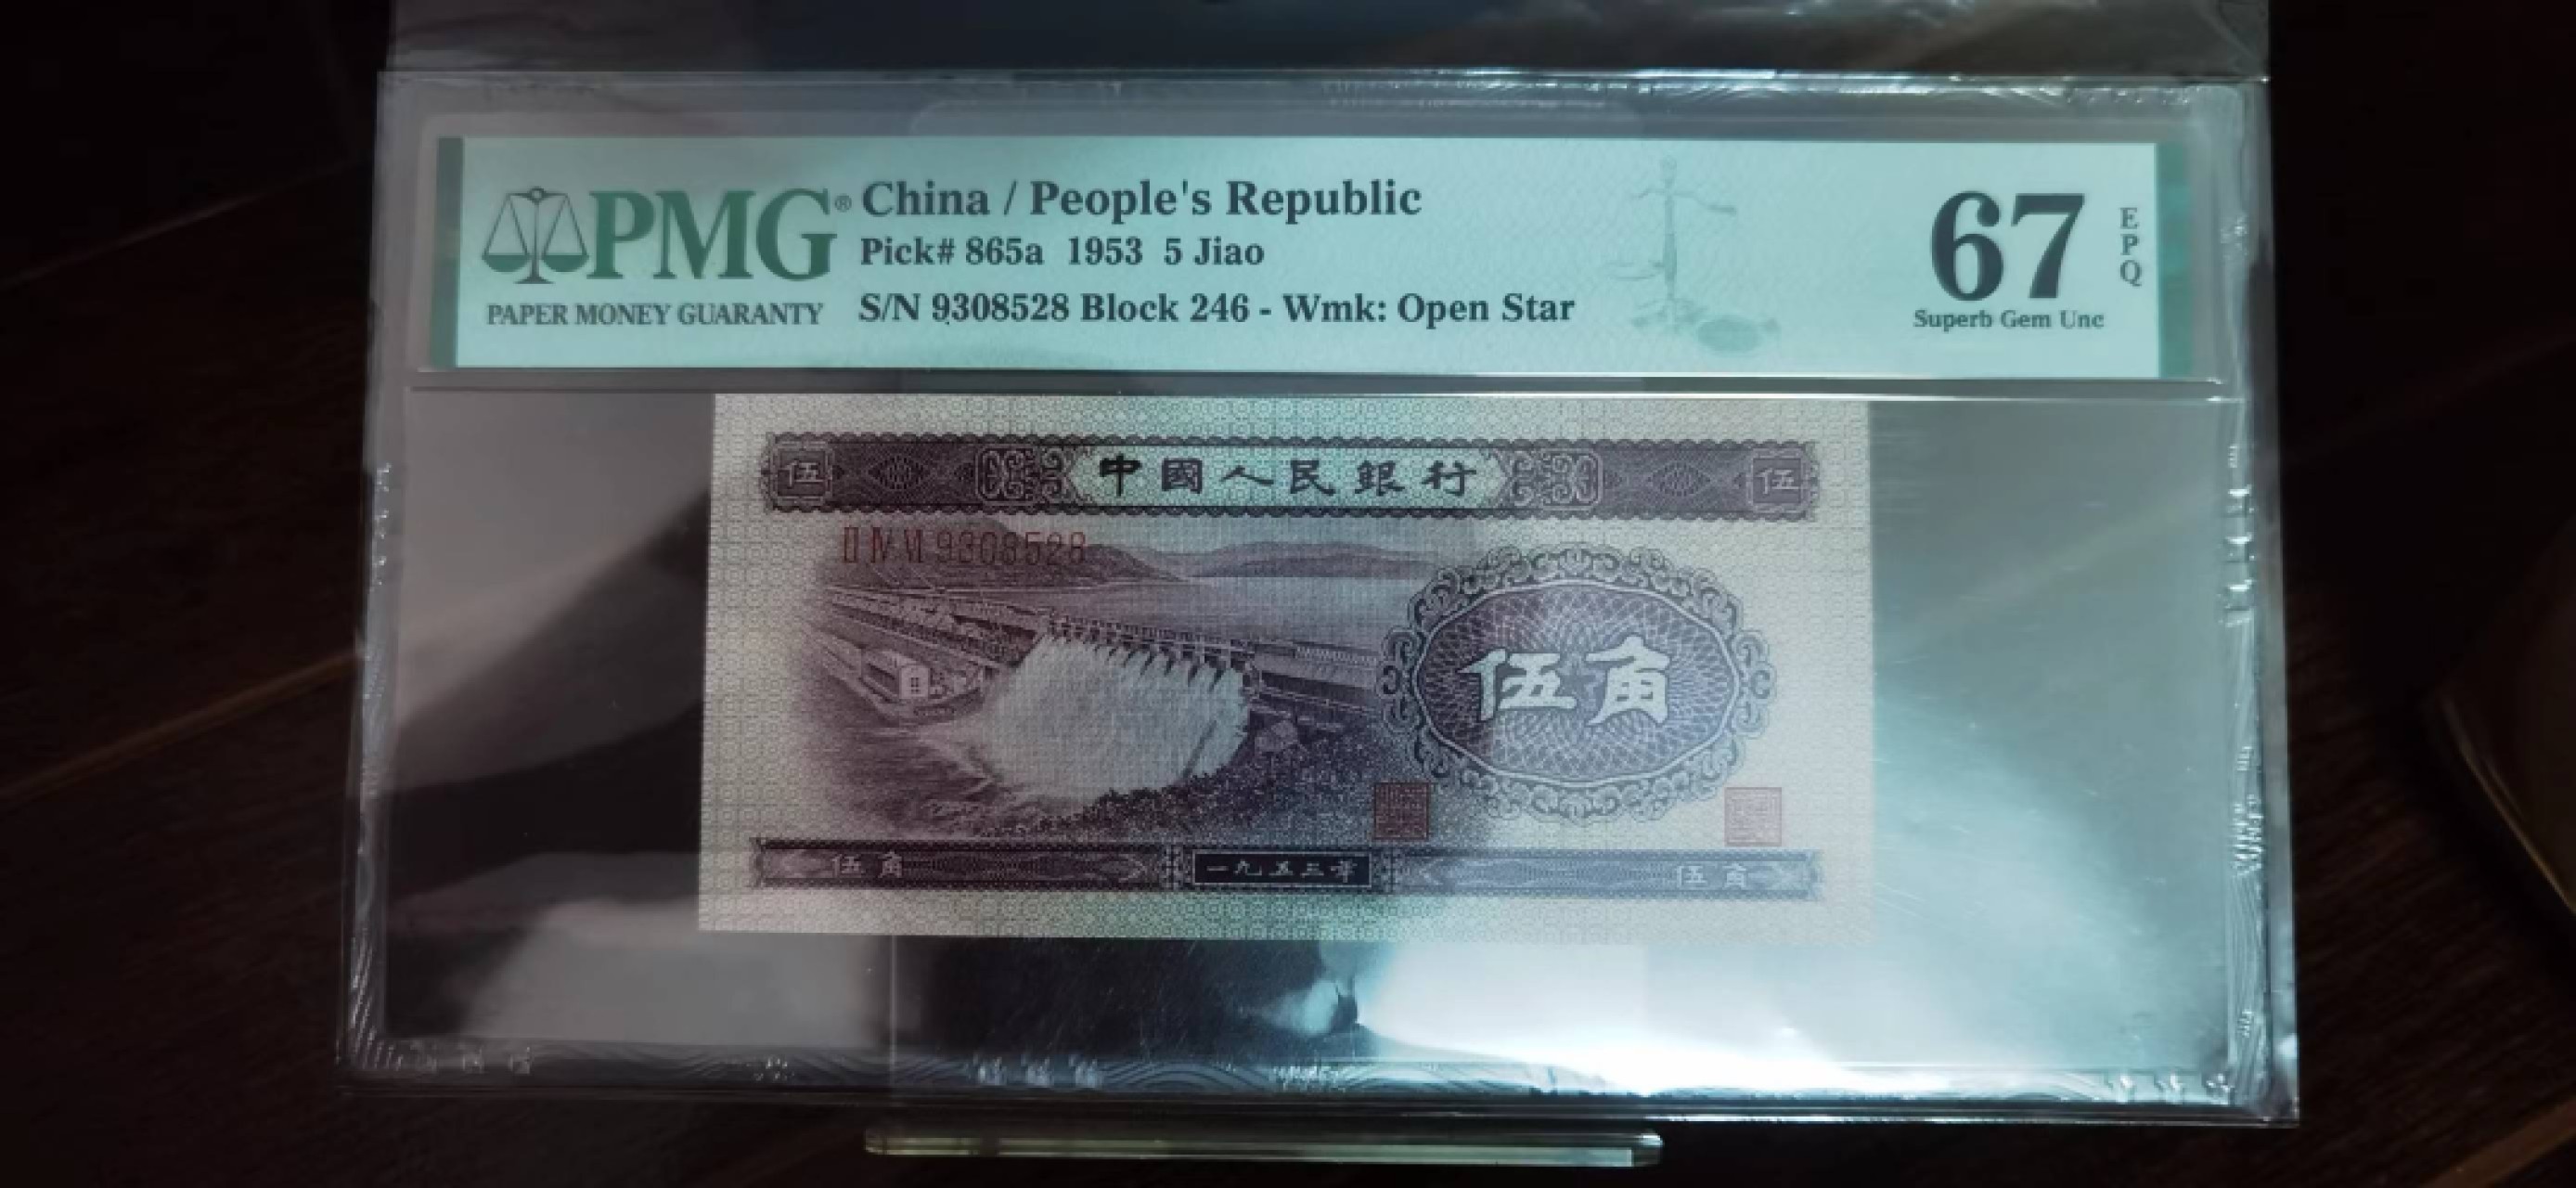 PMG® China / People's Republic
Pick# 865a 1953 5 Jiao
PAPER MONEY GUARANTY
S/N 9308528 Block 246 - Wmk: Open Star
67 EPQ
Superb Gem Unc
伍 中國人民銀行 伍
II IV VI 9308528
伍角
伍角 一九五三年 伍角